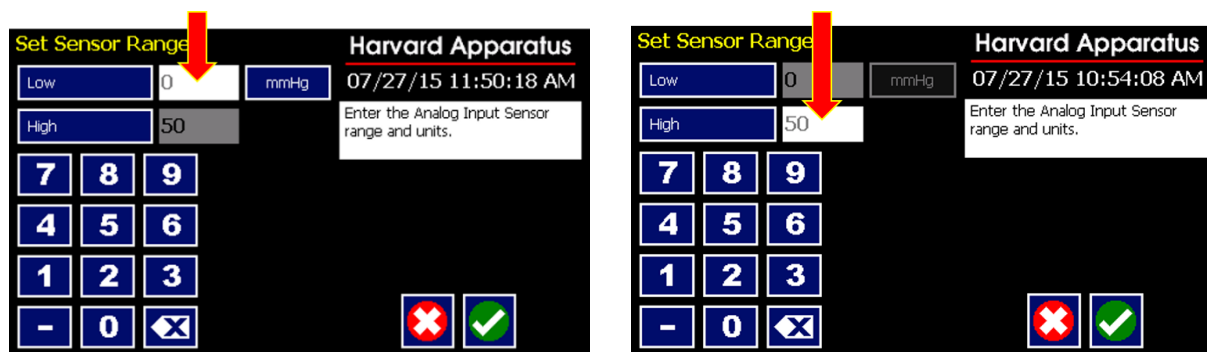 Set Sensor Range
Harvard Apparatus
Low 0 mmHg
07/27/15 11:50:18 AM
High 50
Enter the Analog Input Sensor
range and units.
7 8 9
4 5 6
1 2 3
- 0
Set Sensor Range
Harvard Apparatus
Low 0 mmHg
07/27/15 10:54:08 AM
High 50
Enter the Analog Input Sensor
range and units.
7 8 9
4 5 6
1 2 3
- 0